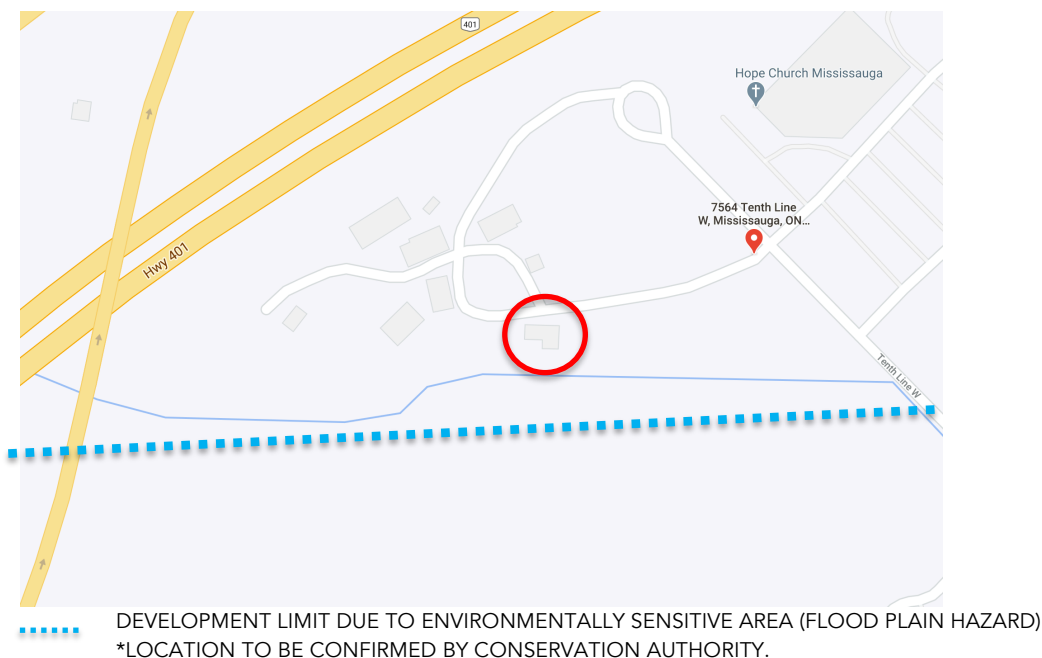 401
Hope Church Mississauga
7564 Tenth Line
W, Mississauga, ON...
Hwy 401
Tenth Line W
DEVELOPMENT LIMIT DUE TO ENVIRONMENTALLY SENSITIVE AREA (FLOOD PLAIN HAZARD)
*LOCATION TO BE CONFIRMED BY CONSERVATION AUTHORITY.